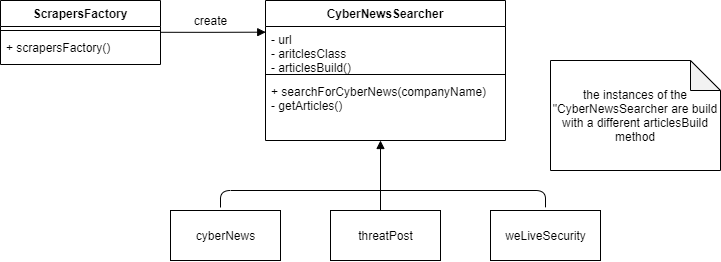 ScrapersFactory
+ scrapersFactory()
create
CyberNewsSearcher
- url
- aritclesClass
- articlesBuild()
+ searchForCyberNews(companyName)
- getArticles()
the instances of the
"CyberNewsSearcher are build
with a different articlesBuild
method
cyberNews
threatPost
weLiveSecurity